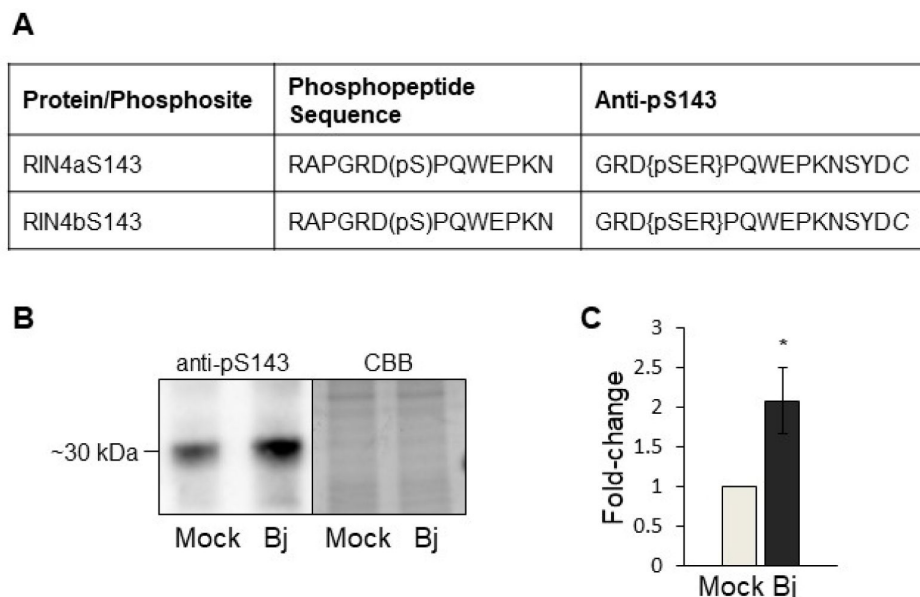 A
Protein/Phosphosite
Phosphopeptide
Sequence
Anti-pS143
RIN4aS143
RAPGRD(pS)PQWEPKN
GRD{pSER}PQWEPKNSYDC
RIN4bS143
RAPGRD(pS)PQWEPKN
GRD{pSER}PQWEPKNSYDC
B
anti-pS143
CBB
~30 kDa
Mock
Bj
Mock
Bj
C
Fold-change
3
2.5
2
1.5
1
0.5
0
*
Mock Bj